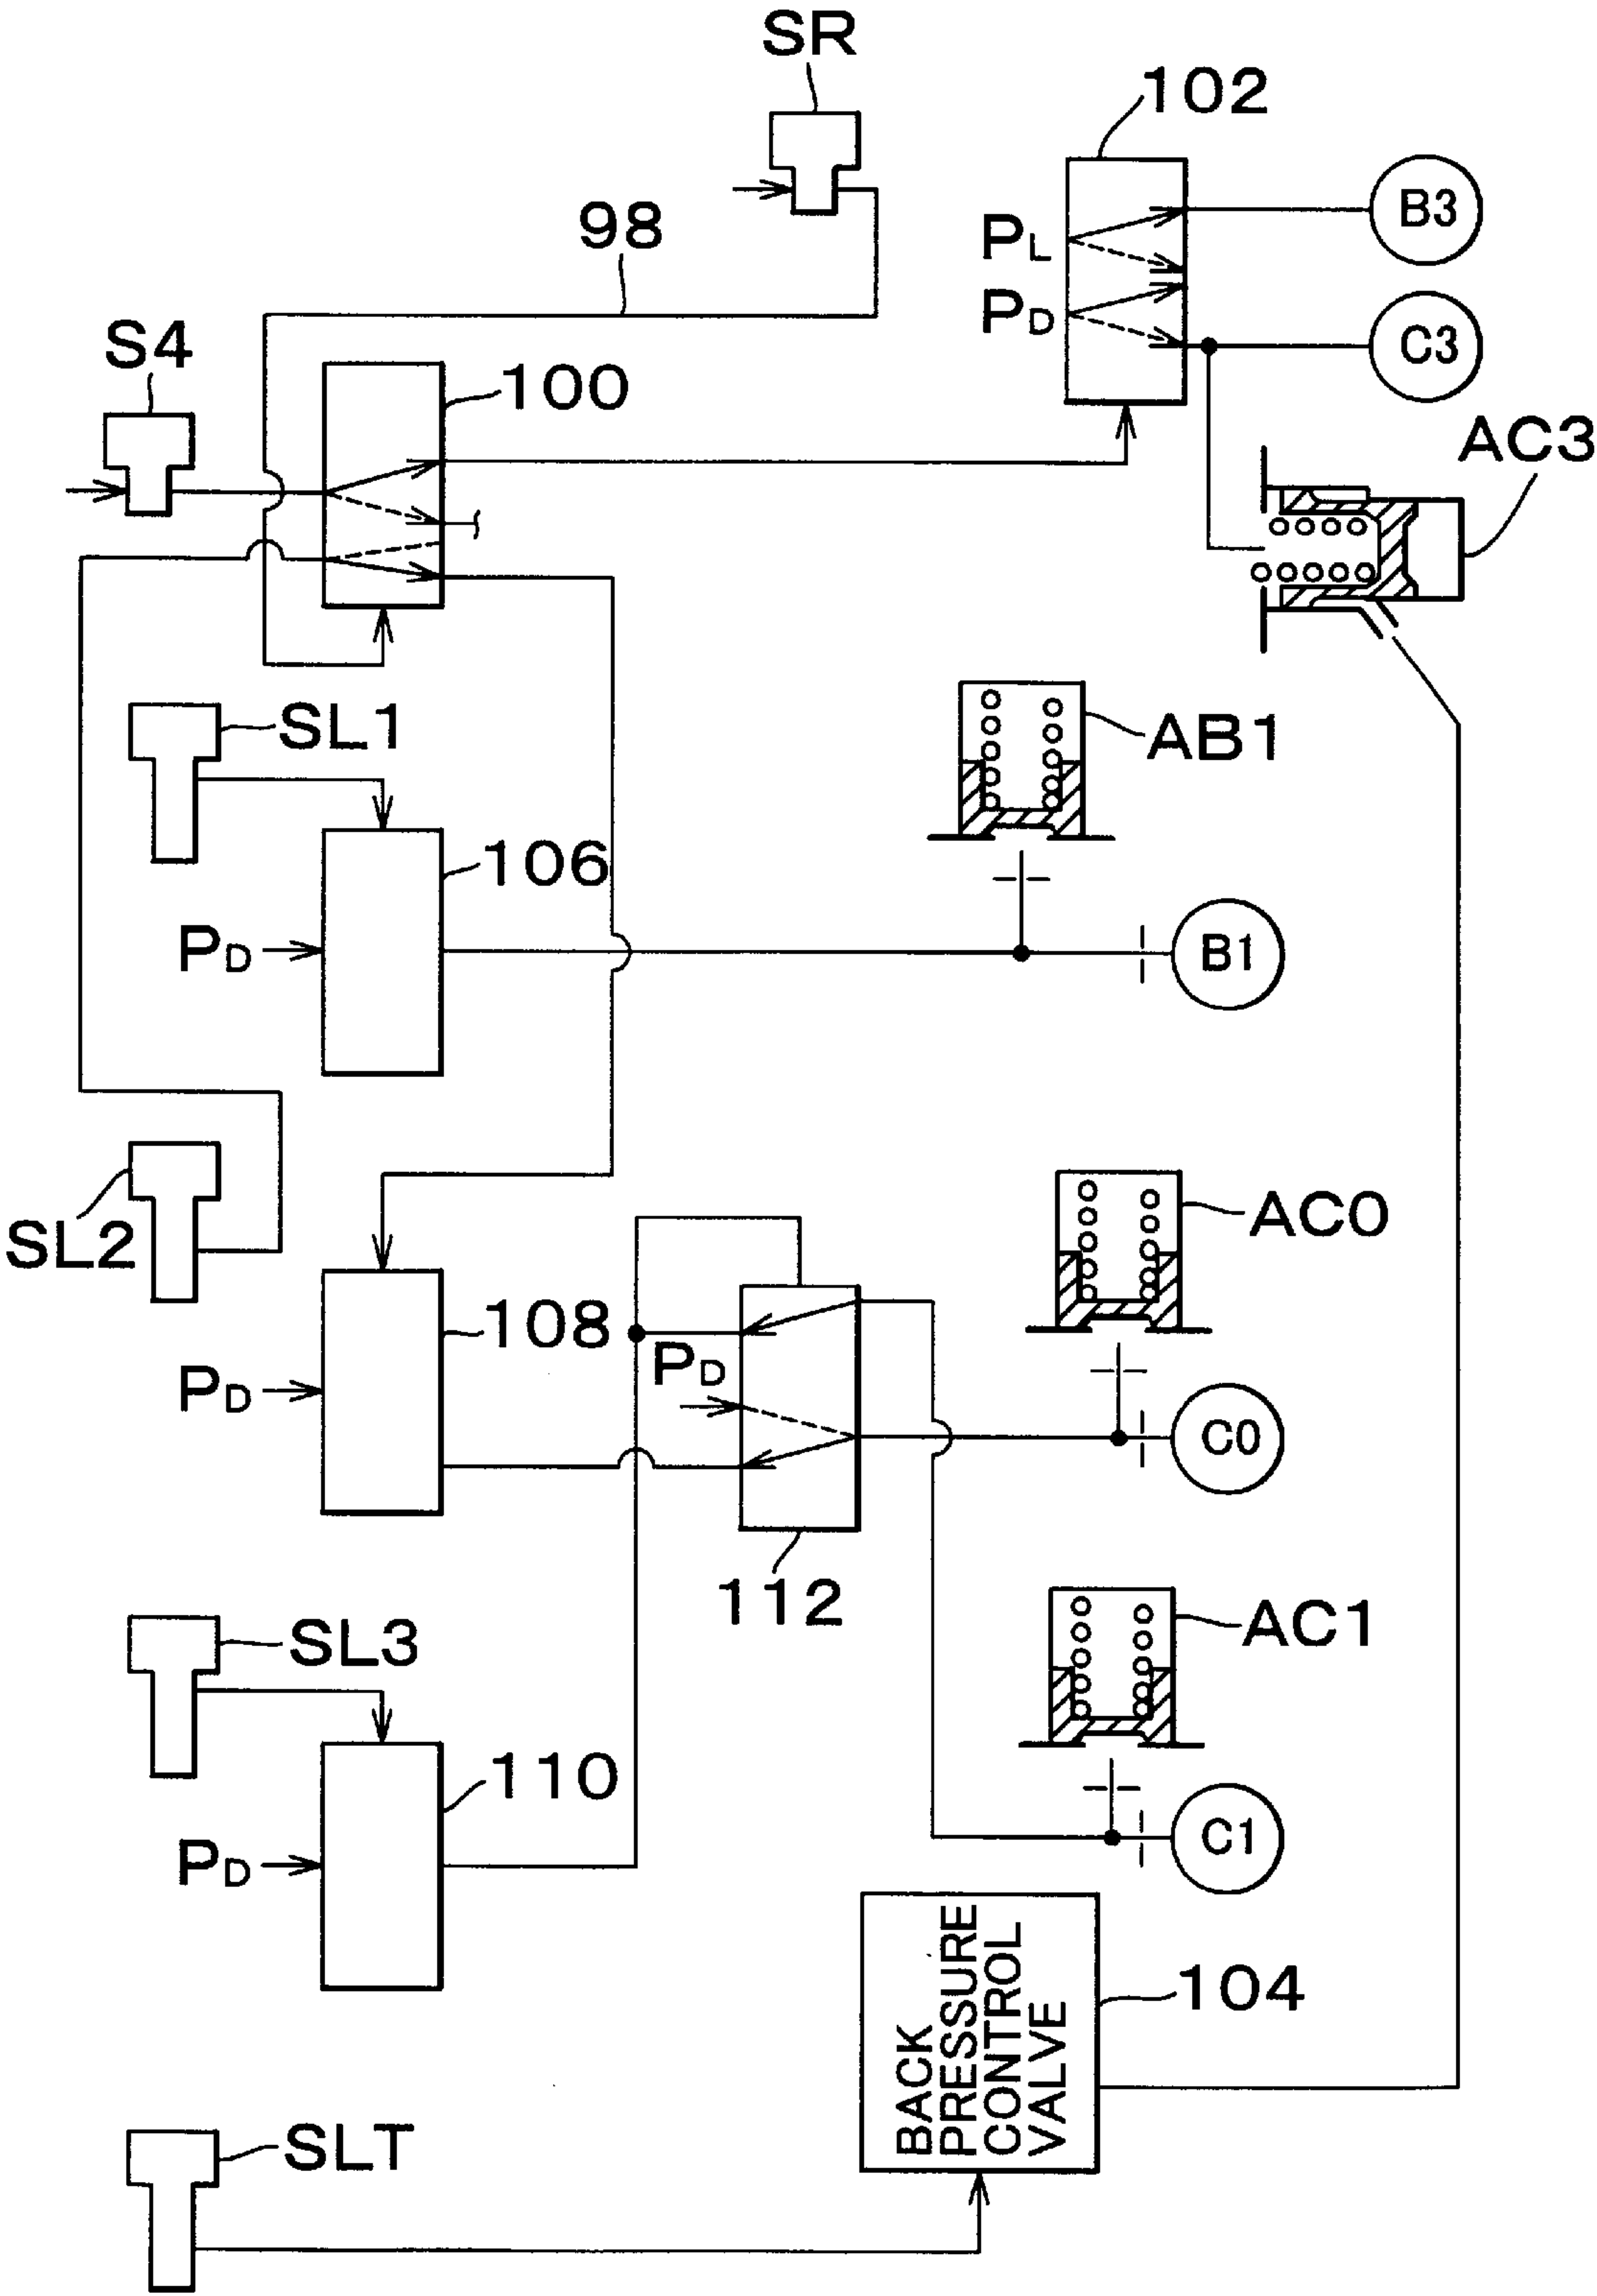 SR
102
B3
98
PL
PD
C3
S4
100
AC3
SL1
AB1
106
PD
B1
SL2
AC0
108
PD
PD
C0
112
SL3
AC1
110
PD
C1
BACK
PRESSURE
CONTROL
VALVE
104
SLT